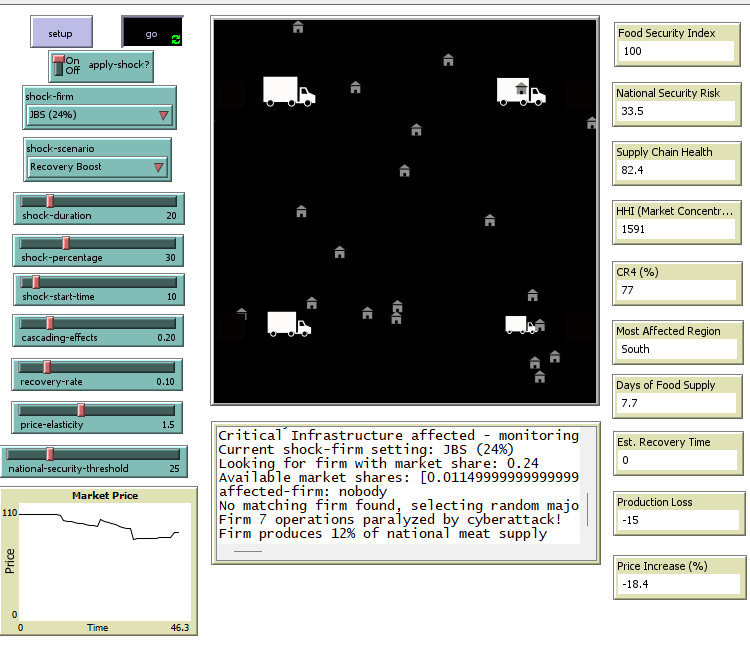 setup
go
On
Off
apply-shock?
shock-firm
JBS (24%)
shock-scenario
Recovery Boost
shock-duration 20
shock-percentage 30
shock-start-time 10
cascading-effects 0.20
recovery-rate 0.10
price-elasticity 1.5
national-security-threshold 25
Market Price
110
Price
0
0 Time 46.3
Critical Infrastructure affected - monitoring
Current shock-firm setting: JBS (24%)
Looking for firm with market share: 0.24
Available market shares: [0.01149999999999999
affected-firm: nobody
No matching firm found, selecting random majo
Firm 7 operations paralyzed by cyberattack!
Firm produces 12% of national meat supply
Food Security Index
100
National Security Risk
33.5
Supply Chain Health
82.4
HHI (Market Concentr...
1591
CR4 (%)
77
Most Affected Region
South
Days of Food Supply
7.7
Est. Recovery Time
0
Production Loss
-15
Price Increase (%)
-18.4